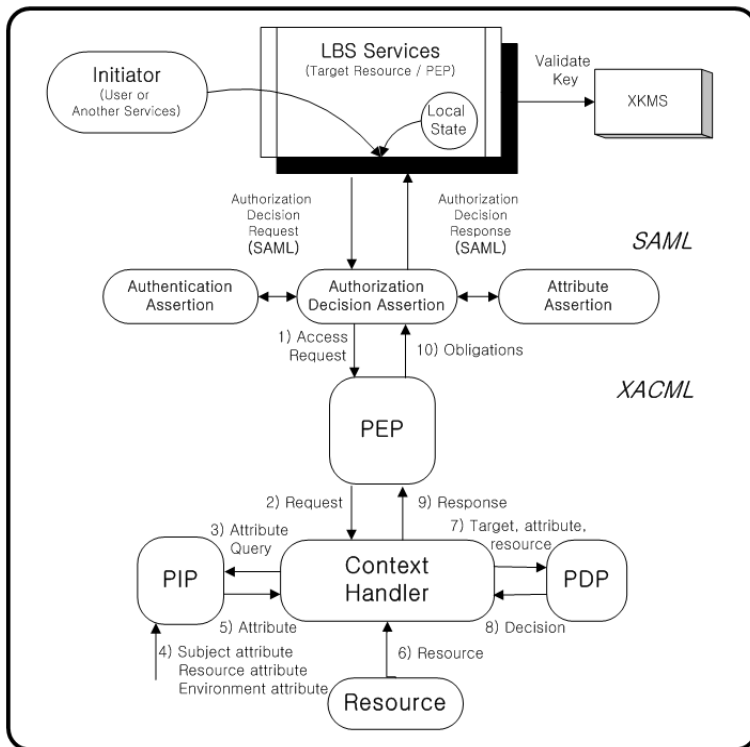 LBS Services
(Target Resource / PEP)
Initiator
(User or
Another Services)
Local
State
Validate
Key
XKMS
Authorization
Decision
Request
(SAML)
Authorization
Decision
Response
(SAML)
SAML
Authentication
Assertion
Authorization
Decision Assertion
Attribute
Assertion
1) Access
Request
10) Obligations
XACML
PEP
2) Request
9) Response
3) Attribute
Query
7) Target, attribute,
resource
PIP
Context
Handler
PDP
5) Attribute
8) Decision
4) Subject attribute
Resource attribute
Environment attribute
6) Resource
Resource